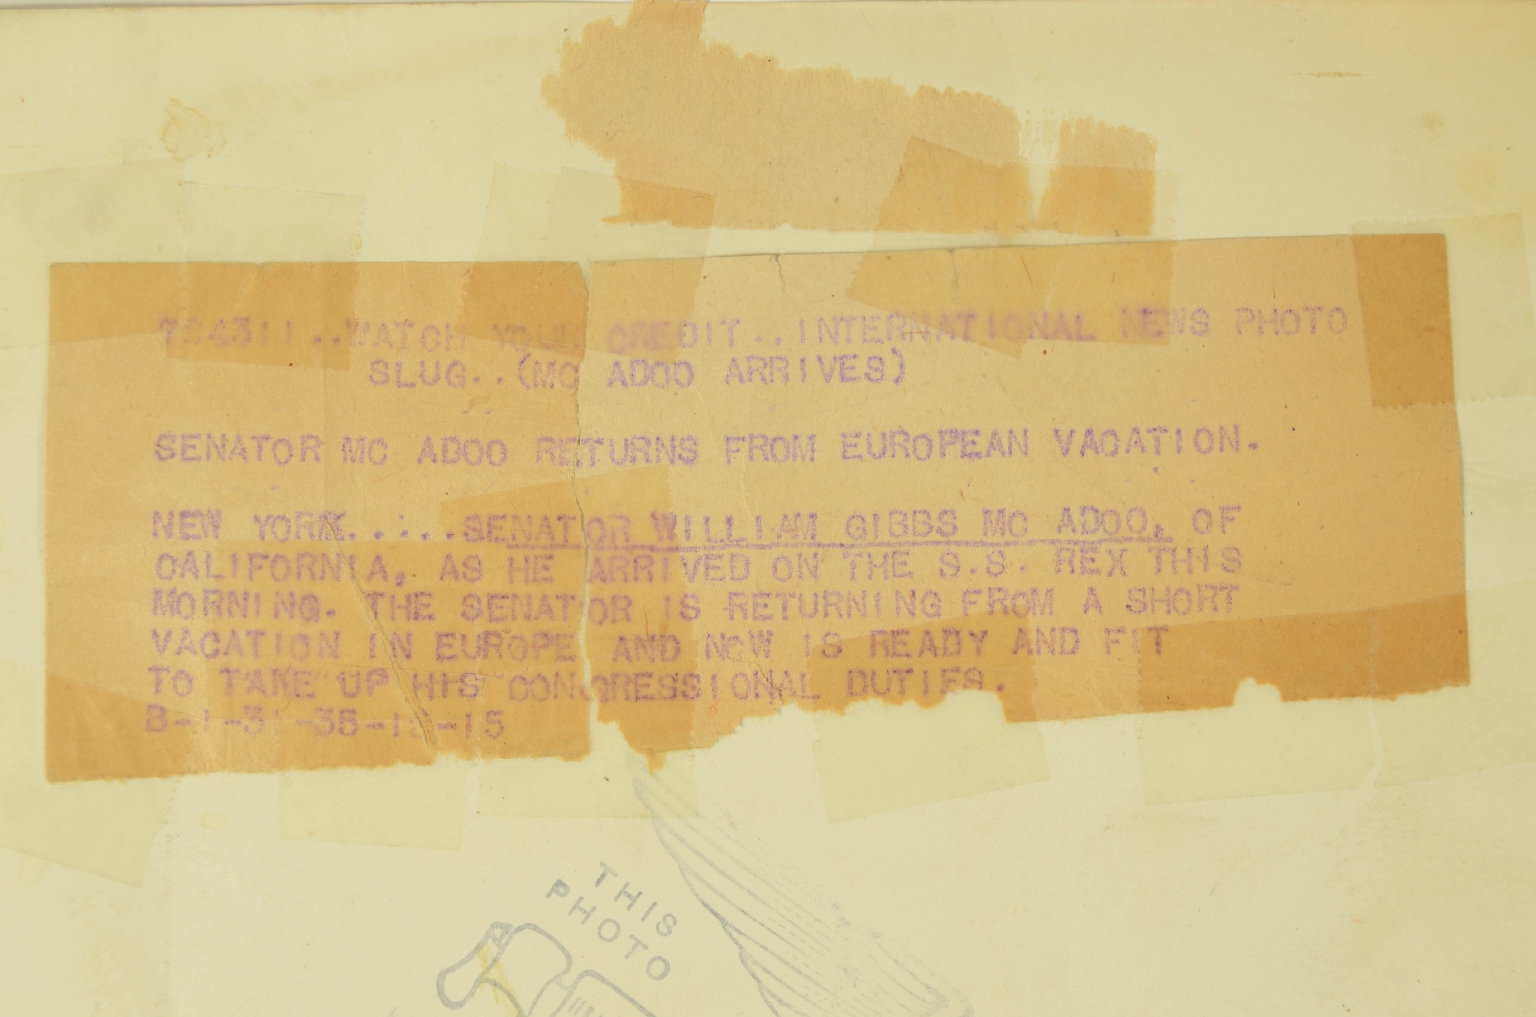 ..WATCH YOUR CREDIT..INTERNATIONAL NEWS PHOTO
SLUG..(MC ADOO ARRIVES)
SENATOR MC ADOO RETURNS FROM EUROPEAN VACATION.
NEW YORK.....SENATOR WILLIAM GIBBS MC ADOO, OF
CALIFORNIA, AS HE ARRIVED ON THE S.S. REX THIS
MORNING. THE SENATOR IS RETURNING FROM A SHORT
VACATION IN EUROPE AND NOW IS READY AND FIT
TO TAKE UP HIS CONGRESSIONAL DUTIES.
THIS
PHOTO